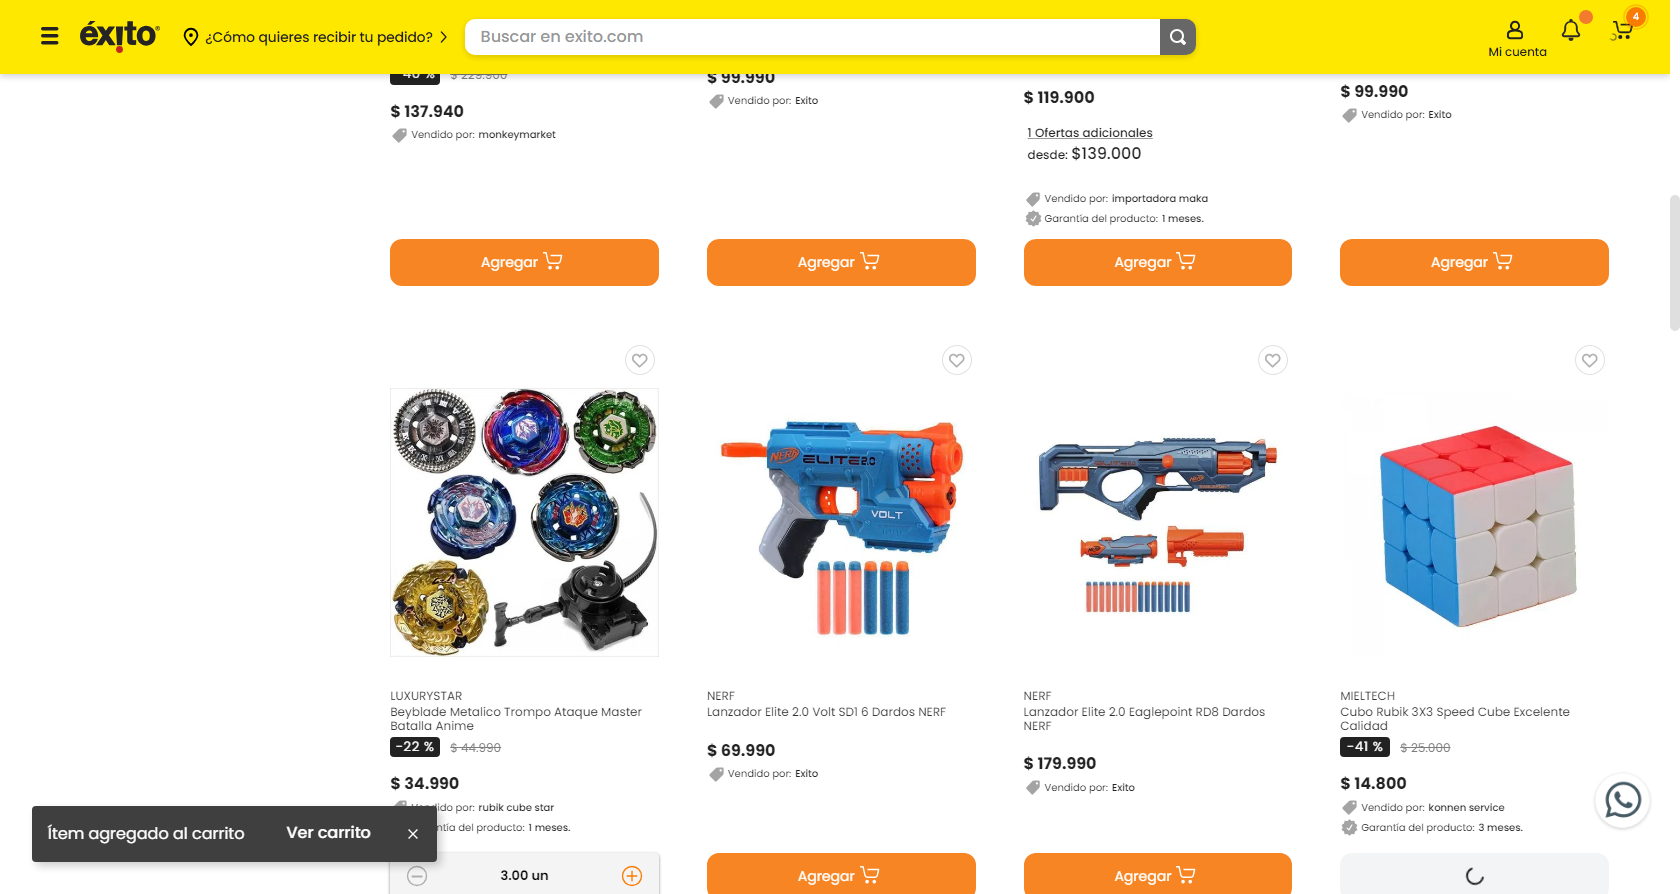 éxito
¿Cómo quieres recibir tu pedido?
Buscar en exito.com
Mi cuenta
4
-40 %
$ 229.900
$ 137.940
Vendido por: monkeymarket
$ 99.990
Vendido por: Exito
$ 119.900
1 Ofertas adicionales
desde: $139.000
Vendido por: importadora maka
Garantía del producto: 1 meses.
$ 99.990
Vendido por: Exito
Agregar
Agregar
Agregar
Agregar
NERF
ELITE 2.0
VOLT
LUXURYSTAR
Beyblade Metalico Trompo Ataque Master
Batalla Anime
-22 %
$ 44.990
$ 34.990
Vendido por: rubik cube star
ntía del producto: 1 meses.
3.00 un
NERF
Lanzador Elite 2.0 Volt SD1 6 Dardos NERF
$ 69.990
Vendido por: Exito
Agregar
NERF
Lanzador Elite 2.0 Eaglepoint RD8 Dardos
NERF
$ 179.990
Vendido por: Exito
Agregar
MIELTECH
Cubo Rubik 3X3 Speed Cube Excelente
Calidad
-41 %
$ 25.000
$ 14.800
Vendido por: konnen service
Garantía del producto: 3 meses.
Ítem agregado al carrito
Ver carrito